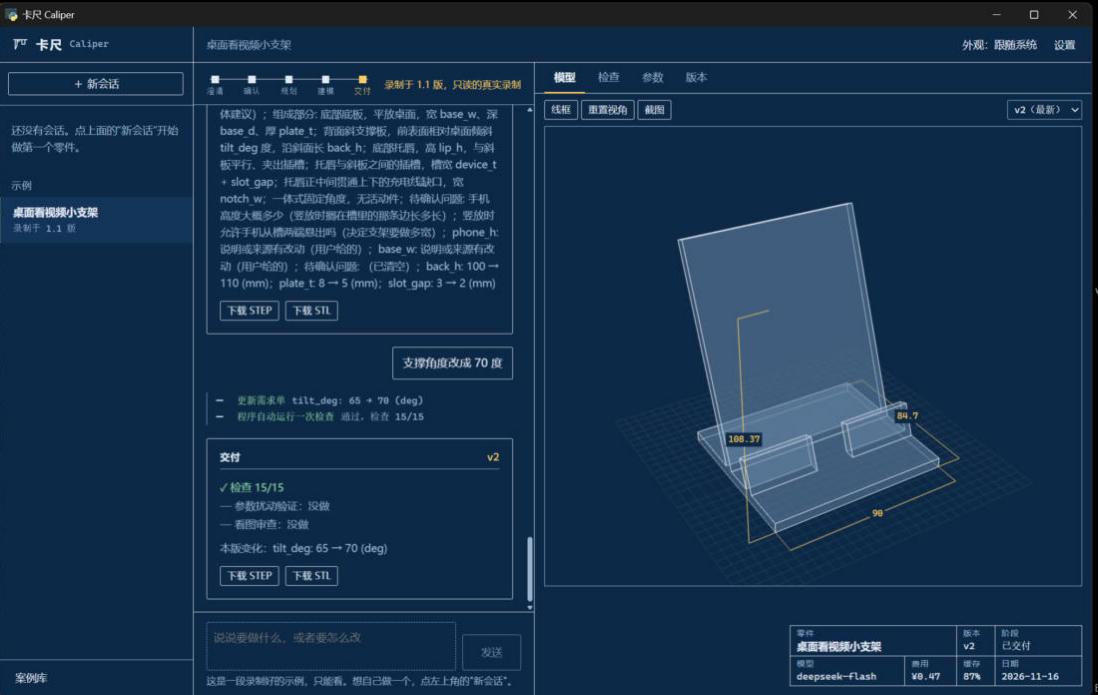 卡尺 Caliper
卡尺 Caliper
桌面看视频小支架
外观: 跟随系统 设置
+ 新会话
还没有会话。点上面的"新会话"开始
做第一个零件。
示例
桌面看视频小支架
录制于 1.1 版
案例库
澄清 确认 规划 建模 交付
录制于 1.1 版，只读的真实录制
体建议）; 组成部分: 底部底板，平放桌面，宽 base_w、深
base_d、厚 plate_t; 背面斜支撑板，前表面相对桌面倾斜
tilt_deg 度，沿斜面长 back_h; 底部托唇，高 lip_h，与斜
板平行、夹出插槽; 托唇与斜板之间的插槽，槽宽 device_t
+ slot_gap; 托唇正中间贯通上下的充电线缺口，宽
notch_w; 一体式固定角度，无活动件; 待确认问题: 手机
高度大概多少（竖放时搁在槽里的那条边长多长）; 竖放时
允许手机从槽两端悬出吗（决定支架要做多宽）; phone_h:
说明或来源有改动（用户给的）; base_w: 说明或来源有改
动（用户给的）; 待确认问题: （已清空）; back_h: 100 →
110 (mm); plate_t: 8 → 5 (mm); slot_gap: 3 → 2 (mm)
下载 STEP 下载 STL
支撑角度改成 70 度
— 更新需求单 tilt_deg: 65 → 70 (deg)
— 程序自动运行一次检查 通过，检查 15/15
交付 v2
✓ 检查 15/15
— 参数扰动验证: 没做
— 看图审查: 没做
本版变化: tilt_deg: 65 → 70 (deg)
下载 STEP 下载 STL
说说要做什么，或者要怎么改
发送
这是一段录制好的示例，只能看。想自己做一个，点左上角的"新会话"。
模型 检查 参数 版本
线框 重置视角 截图
v2（最新）
108.37
84.7
90
零件
桌面看视频小支架
版本
v2
阶段
已交付
模型
deepseek-flash
费用
¥0.47
缓存
87%
日期
2026-11-16